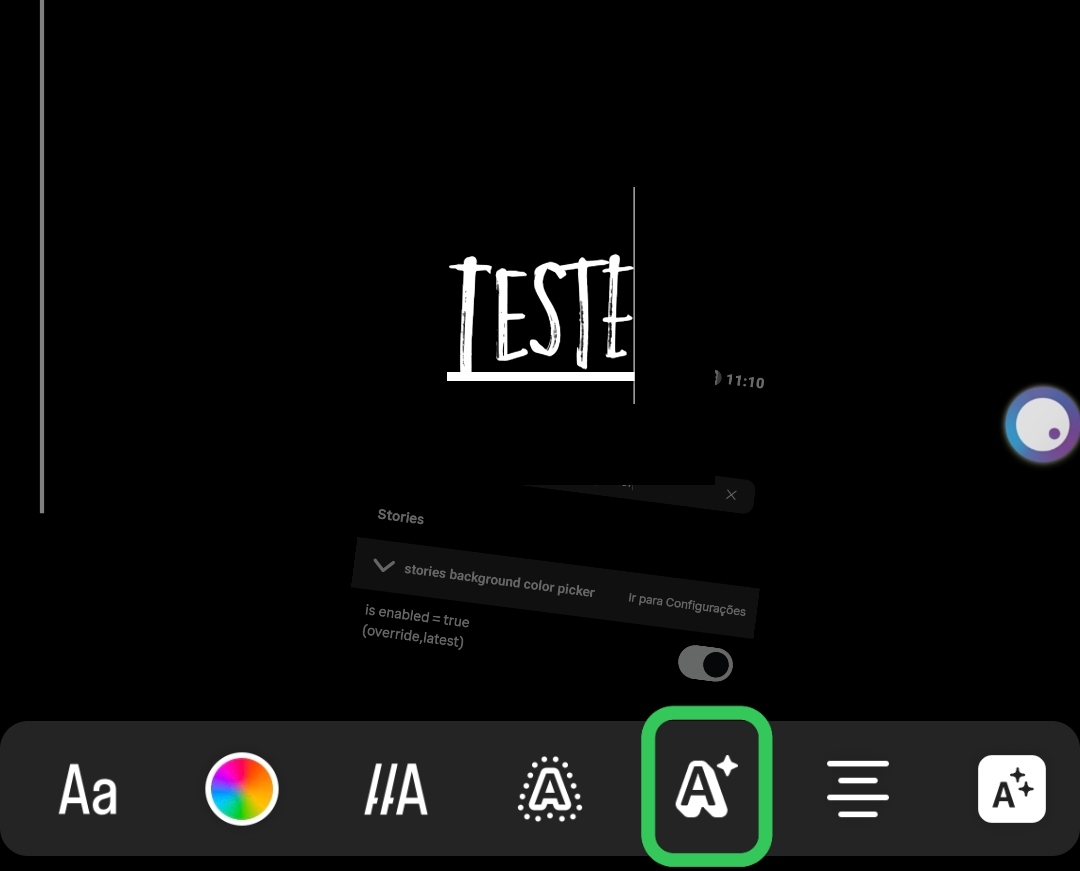 TESTE
11:10
Stories
stories background color picker Ir para Configurações
is enabled = true
(override,latest)
Aa A A A A